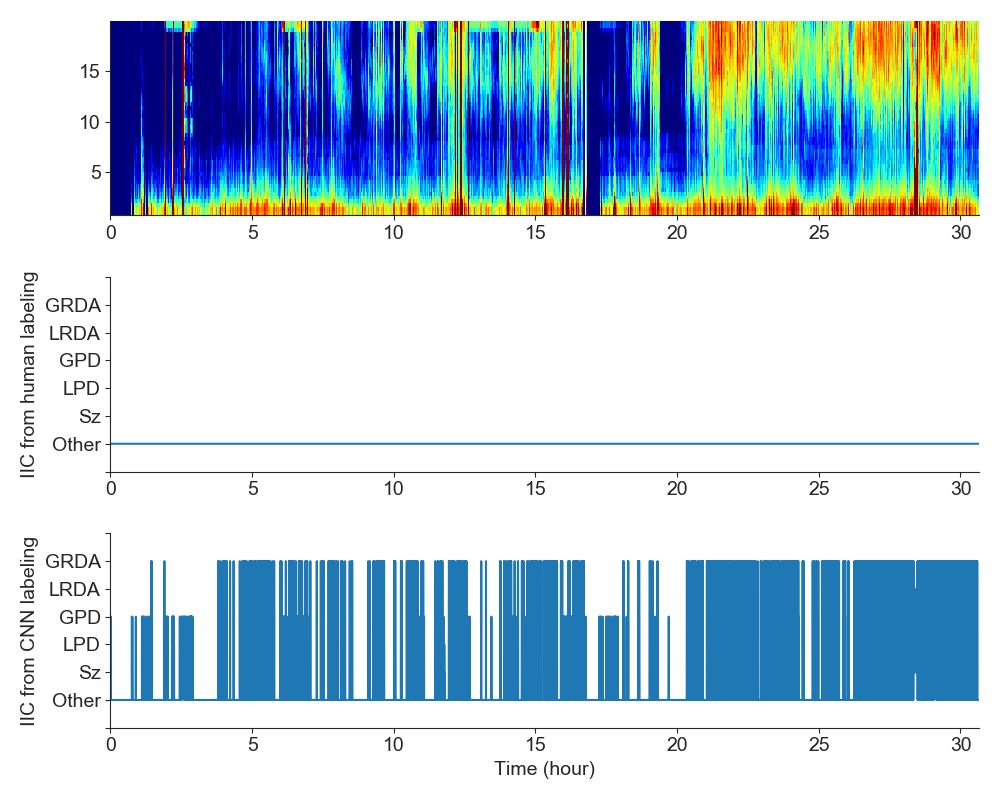 15
10
5
0 5 10 15 20 25 30
IIC from human labeling
GRDA
LRDA
GPD
LPD
Sz
Other
0 5 10 15 20 25 30
IIC from CNN labeling
GRDA
LRDA
GPD
LPD
Sz
Other
0 5 10 15 20 25 30
Time (hour)